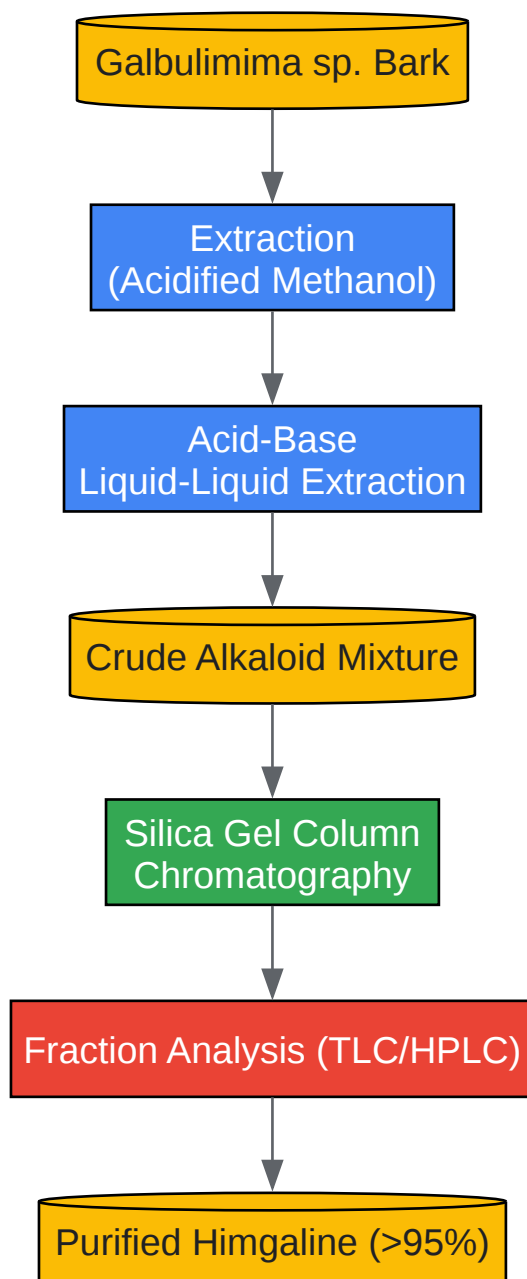 Galbulimima sp. Bark
Extraction
(Acidified Methanol)
Acid-Base
Liquid-Liquid Extraction
Crude Alkaloid Mixture
Silica Gel Column
Chromatography
Fraction Analysis (TLC/HPLC)
Purified Himgaline (>95%)